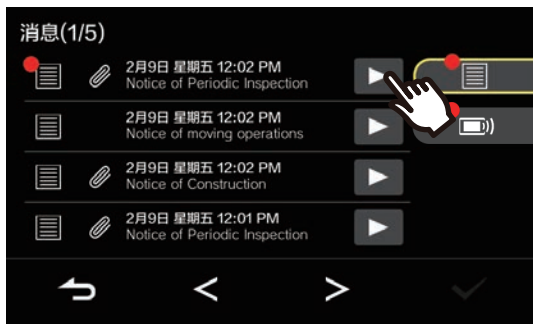 消息(1/5)
2月9日 星期五 12:02 PM
Notice of Periodic Inspection
2月9日 星期五 12:02 PM
Notice of moving operations
2月9日 星期五 12:02 PM
Notice of Construction
2月9日 星期五 12:01 PM
Notice of Periodic Inspection